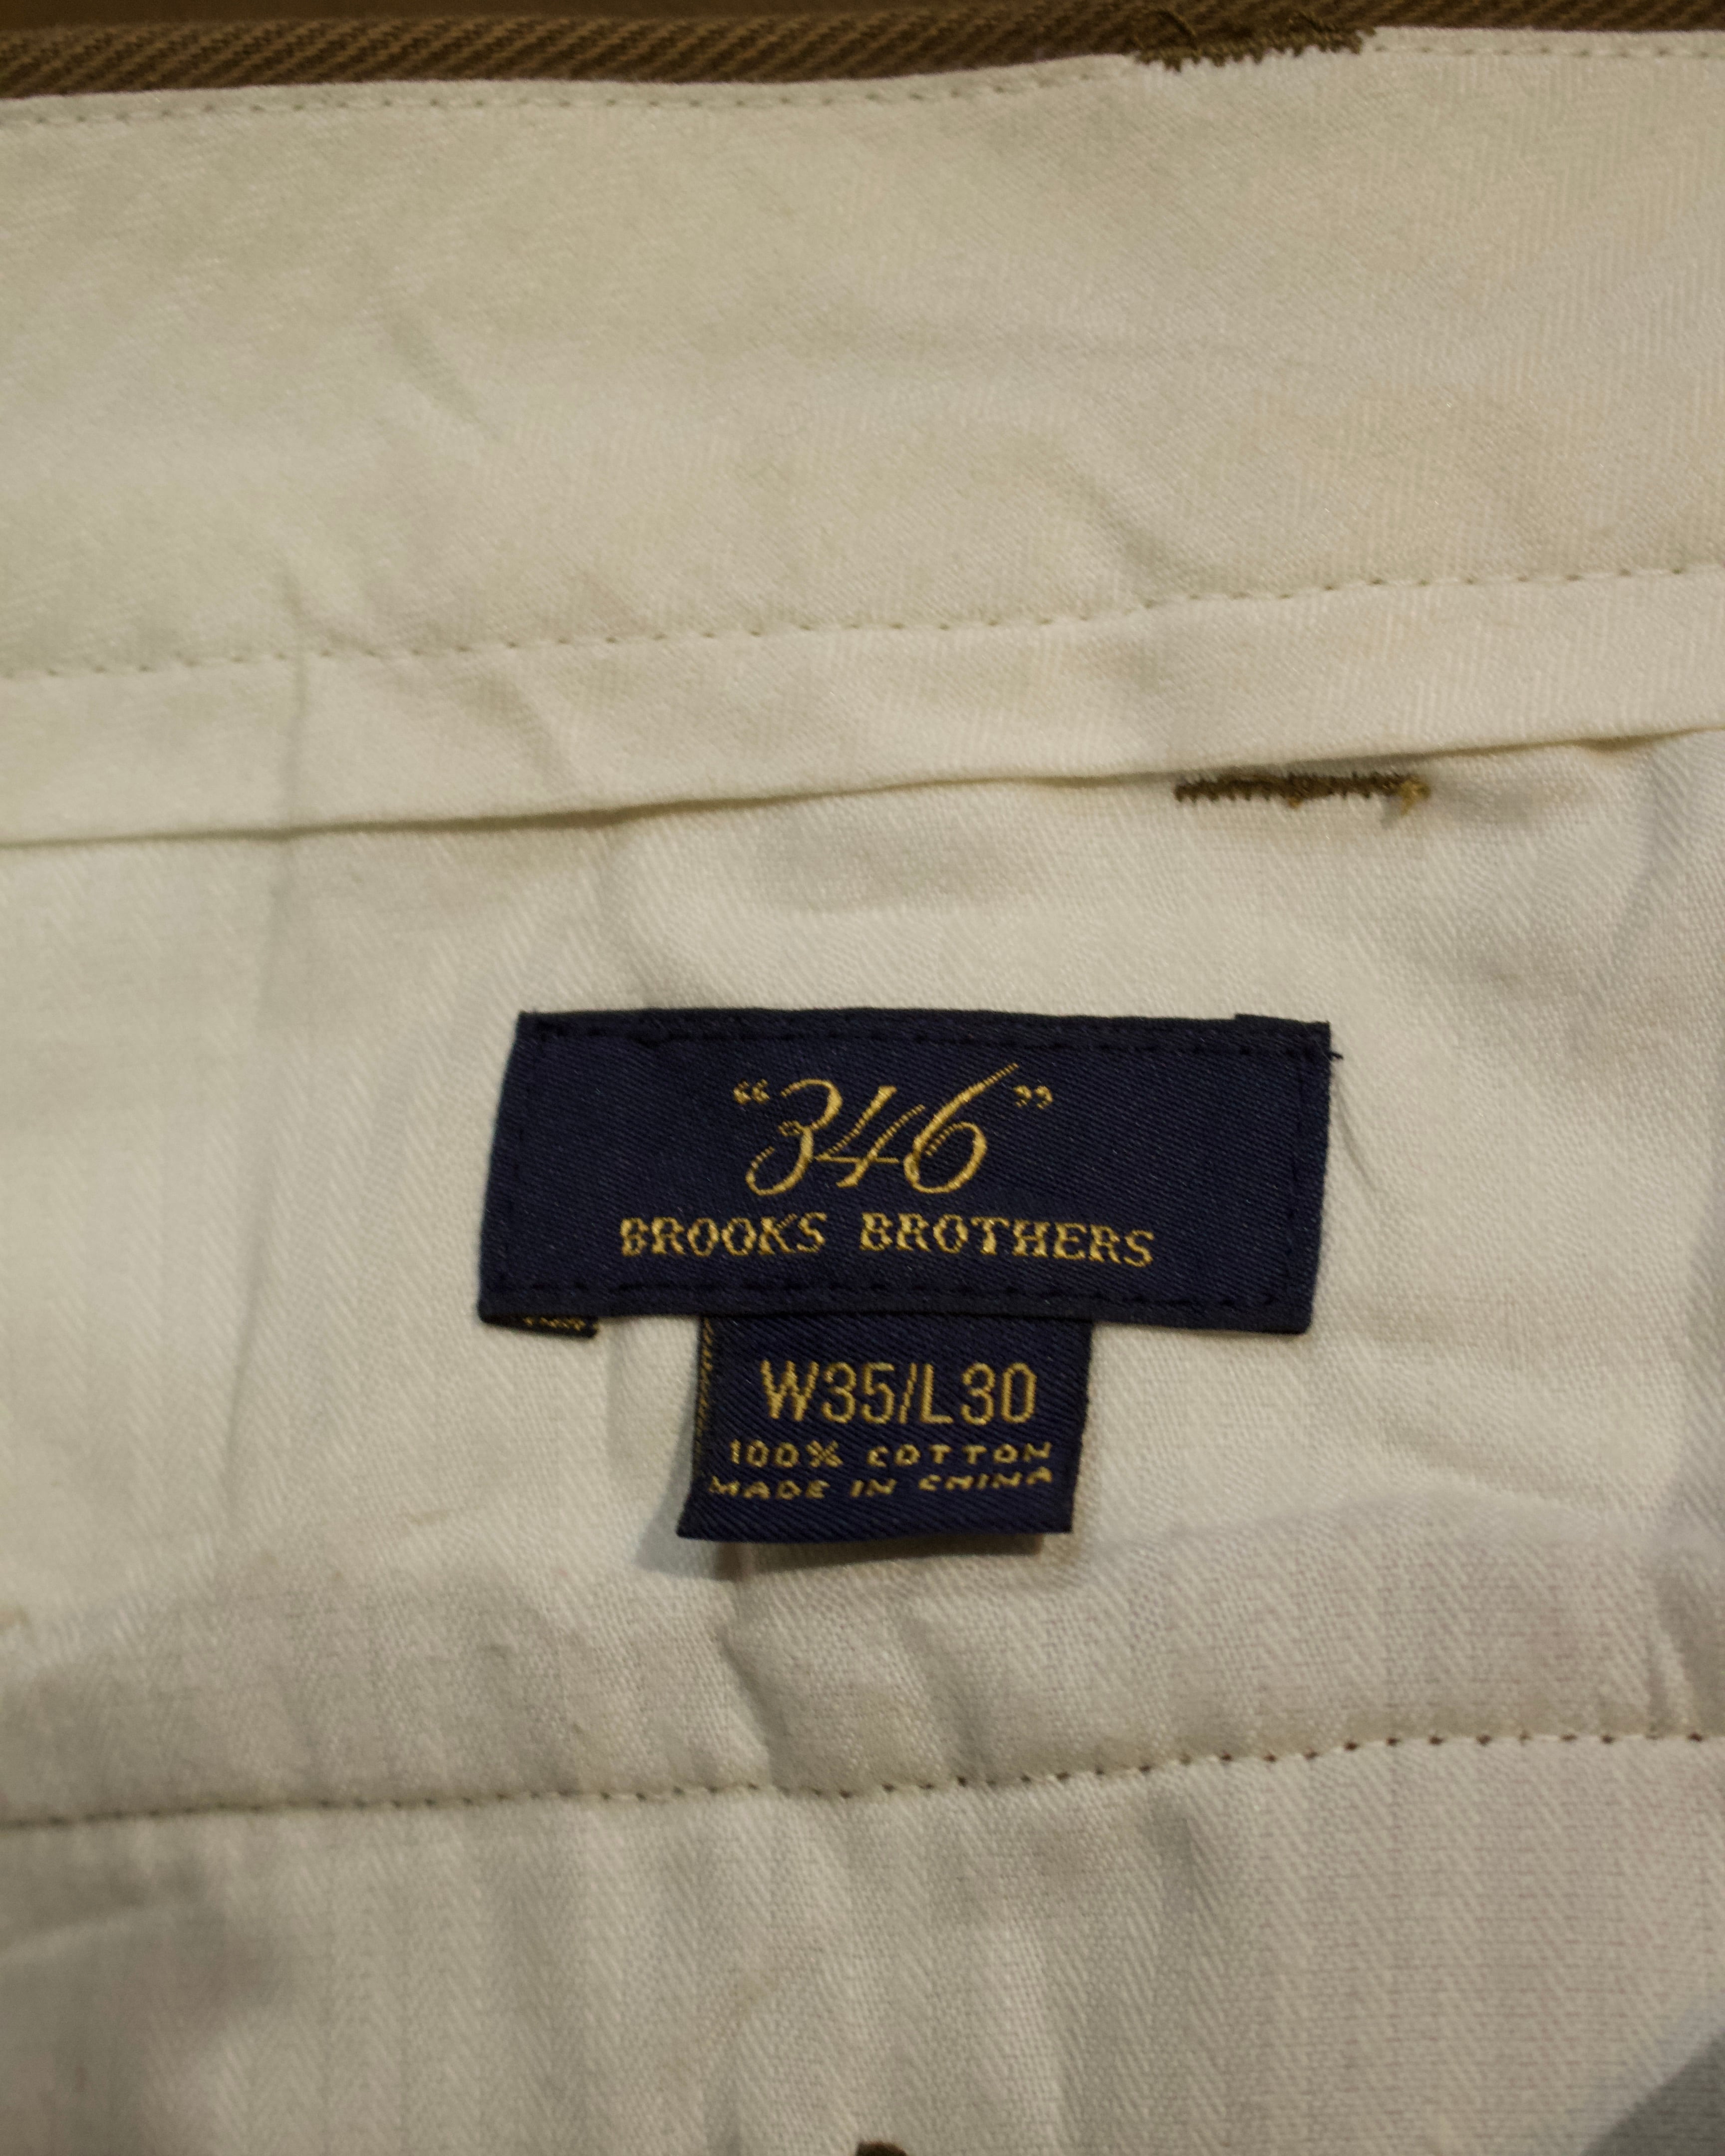 “346”
BROOKS BROTHERS
W35/L30
100% COTTON
MADE IN CHINA